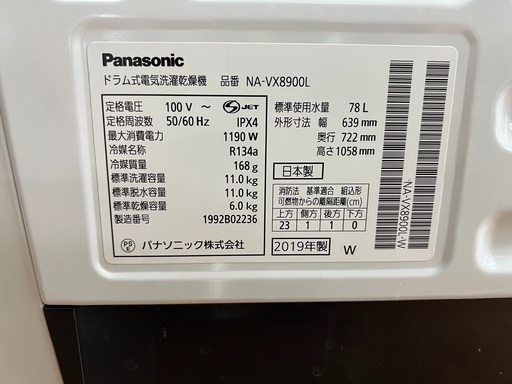 Panasonic
ドラム式電気洗濯乾燥機 品番 NA-VX8900L
定格電圧 100 V ～
定格周波数 50/60 Hz
最大消費電力 1190 W
冷媒名称 R134a
冷媒質量 168 g
標準洗濯容量 11.0 kg
標準脱水容量 11.0 kg
標準乾燥容量 6.0 kg
製造番号 1992B02236
PS E パナソニック株式会社
S JET
IPX4
標準使用水量 78 L
外形寸法 幅 639 mm
奥行 722 mm
高さ 1058 mm
日本製
消防法 基準適合 組込形
可燃物からの離隔距離(cm)
上方 側方 後方 下方
23 1 1 0
2019年製 W
NA-VX8900L-W